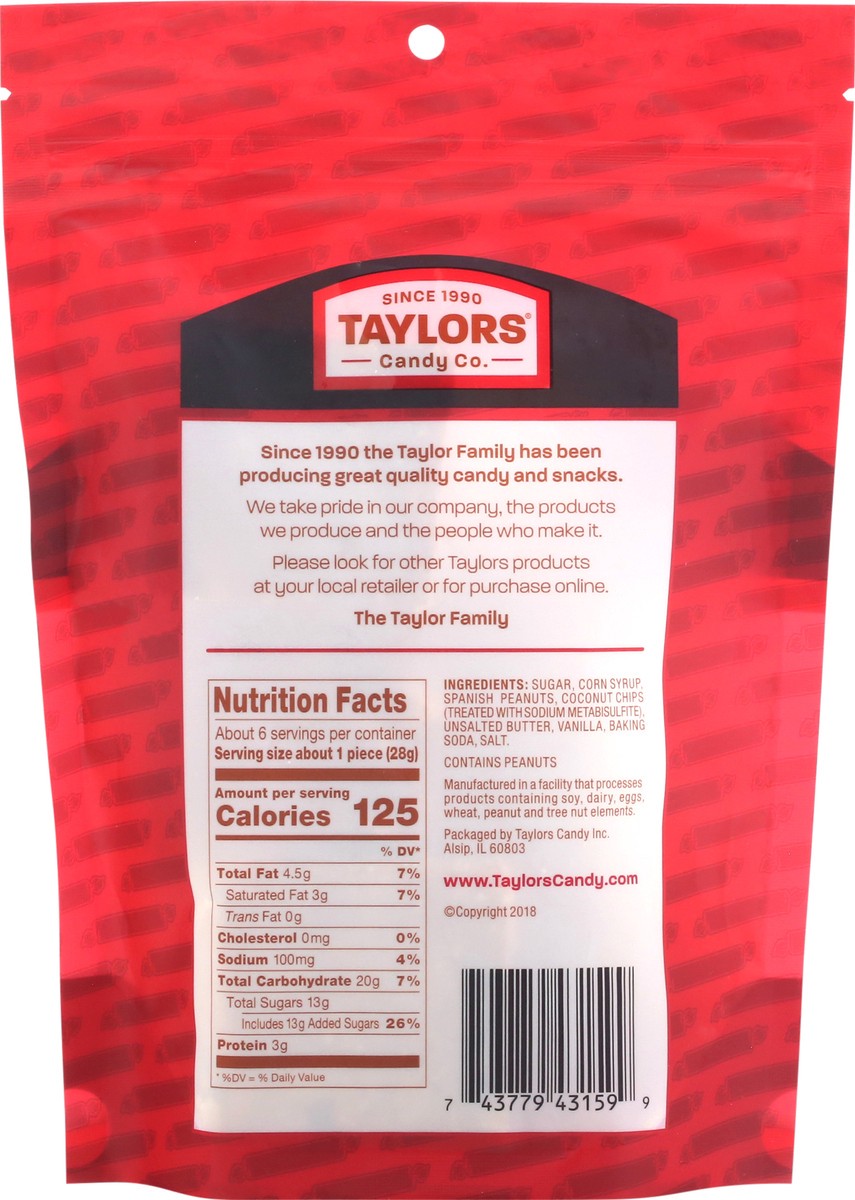 SINCE 1990
TAYLORS®
Candy Co.
Since 1990 the Taylor Family has been
producing great quality candy and snacks.
We take pride in our company, the products
we produce and the people who make it.
Please look for other Taylors products
at your local retailer or for purchase online.
The Taylor Family
Nutrition Facts
About 6 servings per container
Serving size about 1 piece (28g)
Amount per serving
Calories 125
% DV*
Total Fat 4.5g 7%
Saturated Fat 3g 7%
Trans Fat 0g
Cholesterol 0mg 0%
Sodium 100mg 4%
Total Carbohydrate 20g 7%
Total Sugars 13g
Includes 13g Added Sugars 26%
Protein 3g
* %DV = % Daily Value
INGREDIENTS: SUGAR, CORN SYRUP,
SPANISH PEANUTS, COCONUT CHIPS
(TREATED WITH SODIUM METABISULFITE),
UNSALTED BUTTER, VANILLA, BAKING
SODA, SALT.
CONTAINS PEANUTS
Manufactured in a facility that processes
products containing soy, dairy, eggs,
wheat, peanut and tree nut elements.
Packaged by Taylors Candy Inc.
Alsip, IL 60803
www.TaylorsCandy.com
©Copyright 2018
7 43779 43159 9